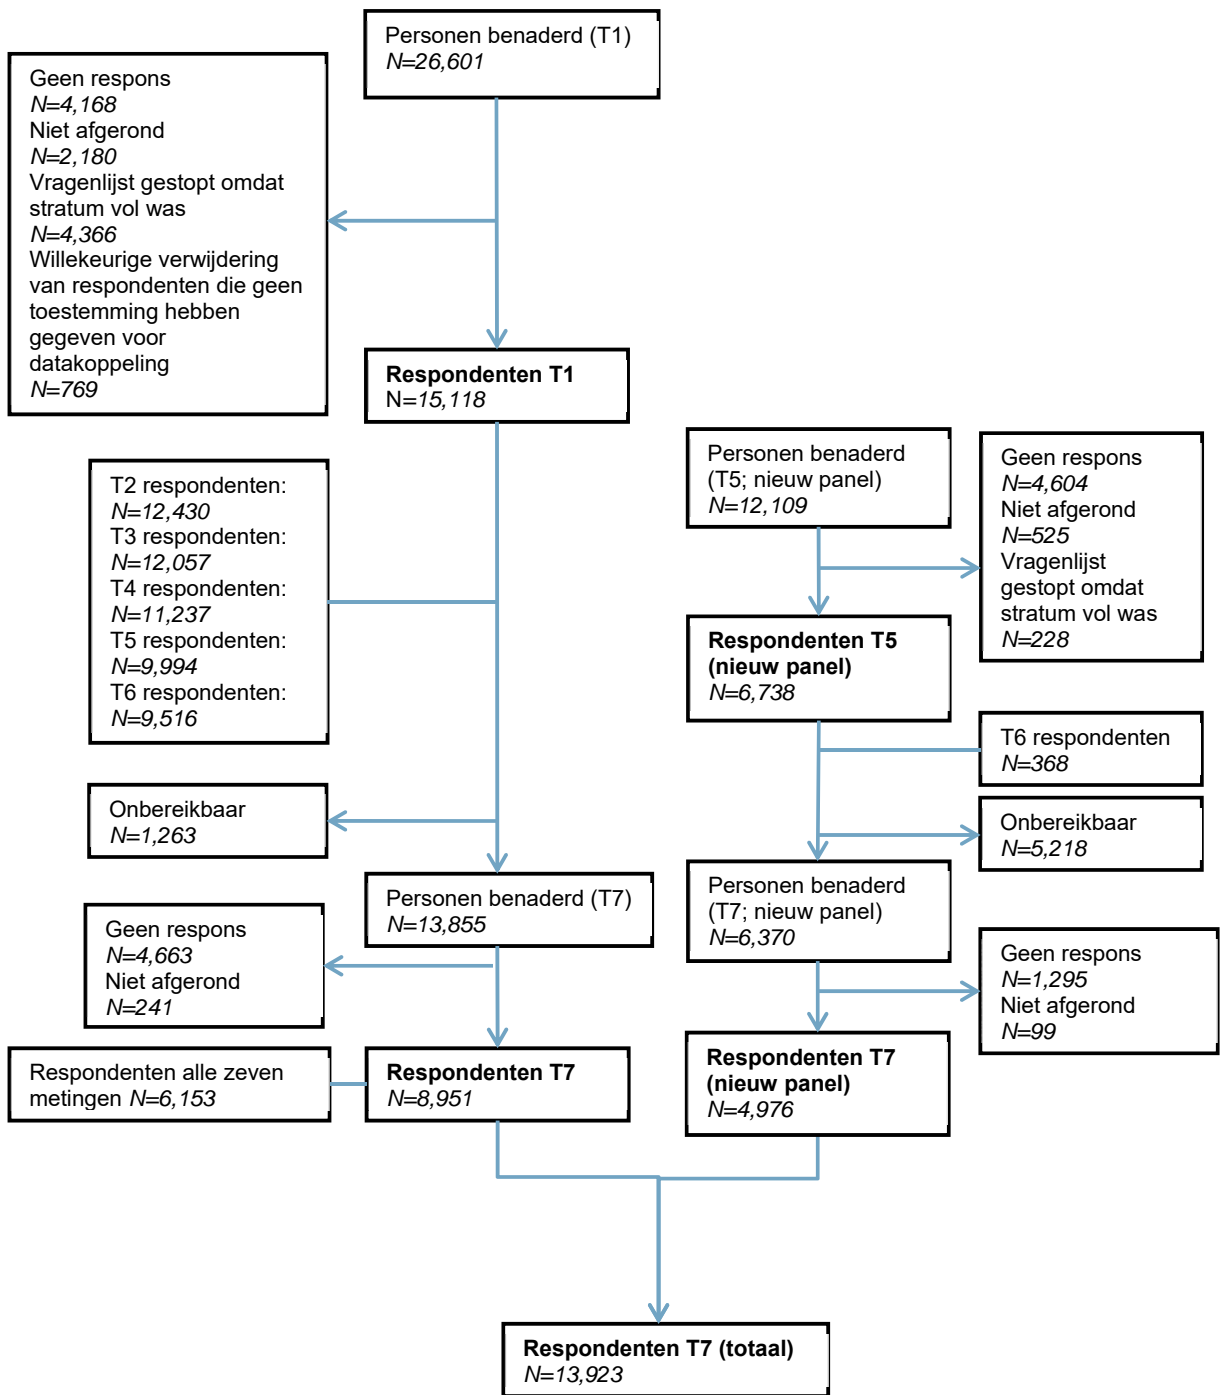 Personen benaderd (T1)
N=26,601
Geen respons
N=4,168
Niet afgerond
N=2,180
Vragenlijst gestopt omdat
stratum vol was
N=4,366
Willekeurige verwijdering
van respondenten die geen
toestemming hebben
gegeven voor
datakoppeling
N=769
Respondenten T1
N=15,118
T2 respondenten:
N=12,430
T3 respondenten:
N=12,057
T4 respondenten:
N=11,237
T5 respondenten:
N=9,994
T6 respondenten:
N=9,516
Personen benaderd
(T5; nieuw panel)
N=12,109
Geen respons
N=4,604
Niet afgerond
N=525
Vragenlijst
gestopt omdat
stratum vol was
N=228
Respondenten T5
(nieuw panel)
N=6,738
T6 respondenten
N=368
Onbereikbaar
N=1,263
Onbereikbaar
N=5,218
Personen benaderd (T7)
N=13,855
Personen benaderd
(T7; nieuw panel)
N=6,370
Geen respons
N=4,663
Niet afgerond
N=241
Geen respons
N=1,295
Niet afgerond
N=99
Respondenten alle zeven
metingen N=6,153
Respondenten T7
N=8,951
Respondenten T7
(nieuw panel)
N=4,976
Respondenten T7 (totaal)
N=13,923